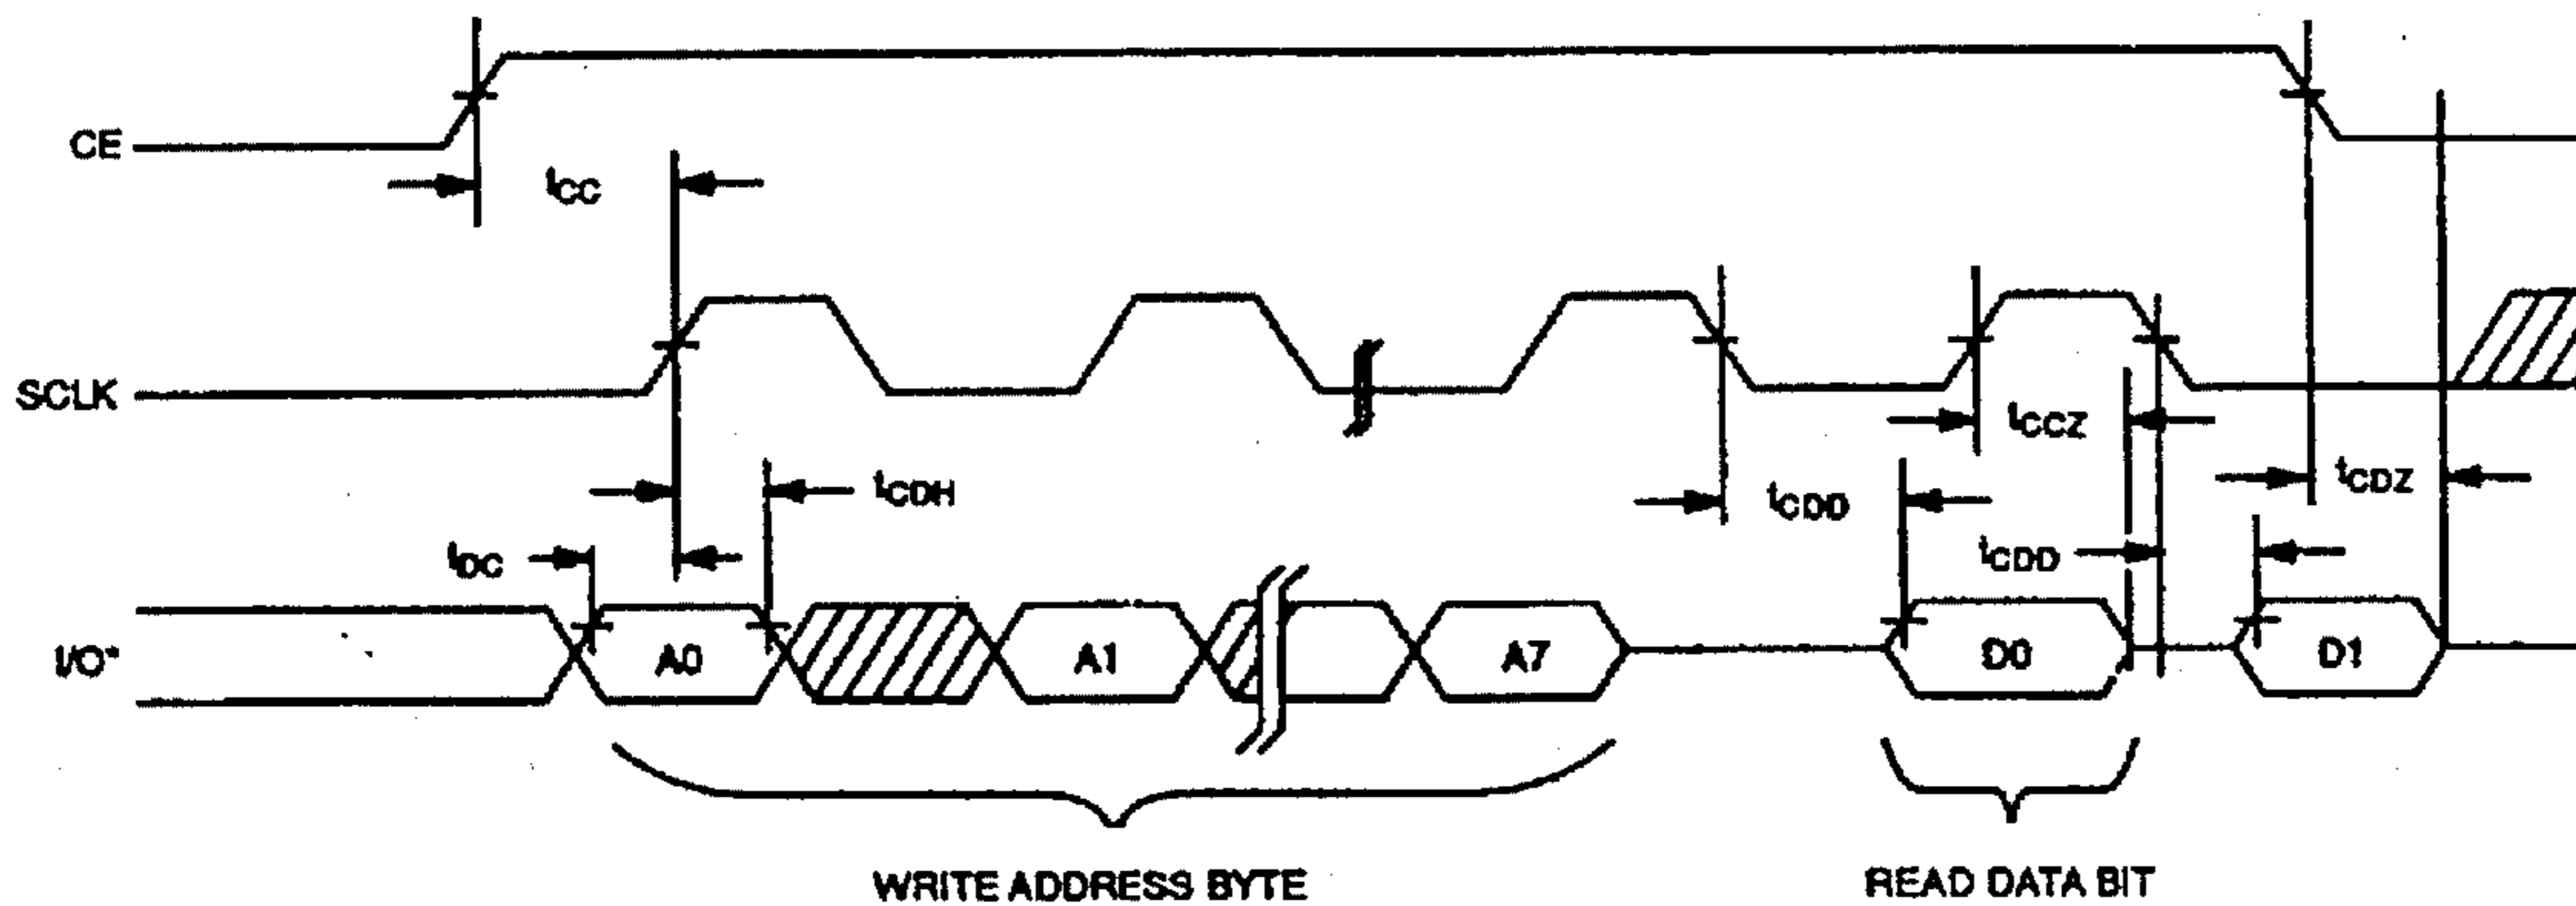 CE
tCC
SCLK
tCCZ
tCDH
tCDD
tCDZ
tDC
tCDD
I/O*
A0
A1
A7
D0
D1
WRITE ADDRESS BYTE
READ DATA BIT